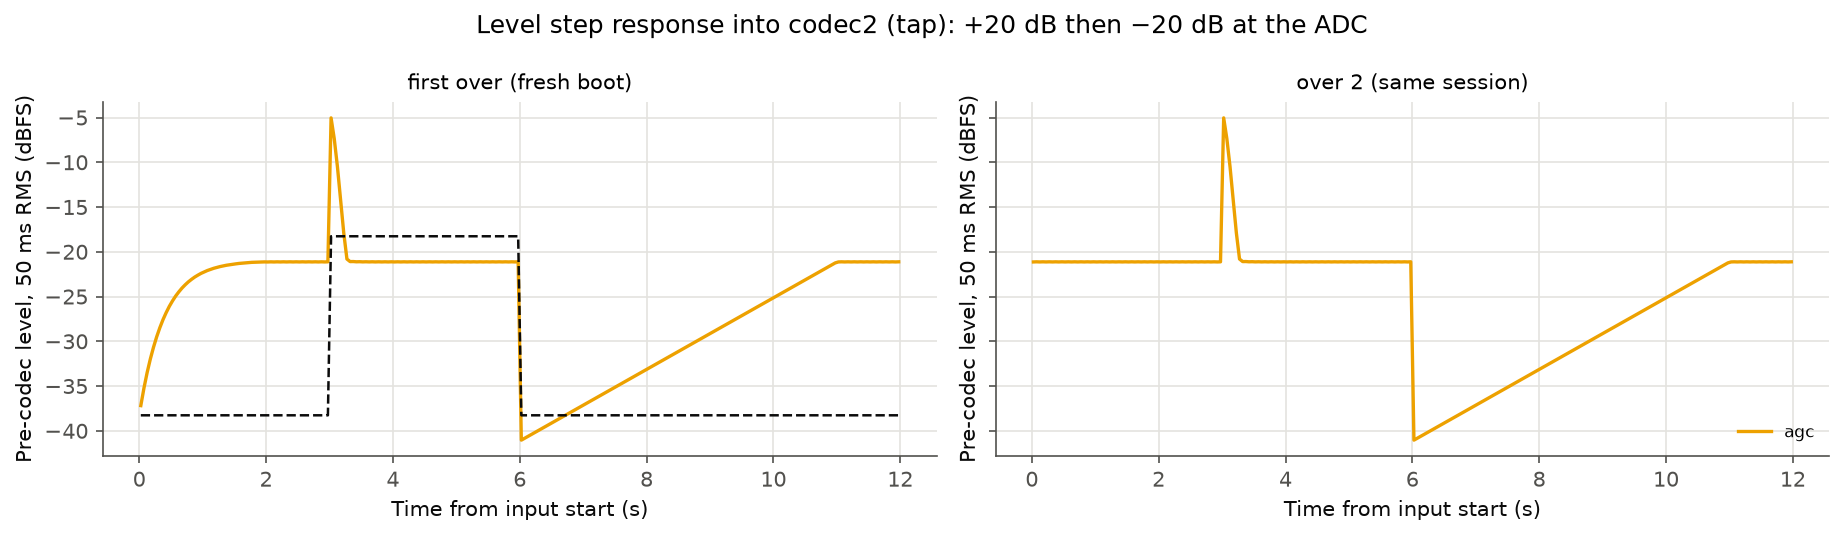 Level step response into codec2 (tap): +20 dB then −20 dB at the ADC
first over (fresh boot)
Pre-codec level, 50 ms RMS (dBFS)
−5
−10
−15
−20
−25
−30
−35
−40
0 2 4 6 8 10 12
Time from input start (s)
over 2 (same session)
Pre-codec level, 50 ms RMS (dBFS)
agc
0 2 4 6 8 10 12
Time from input start (s)